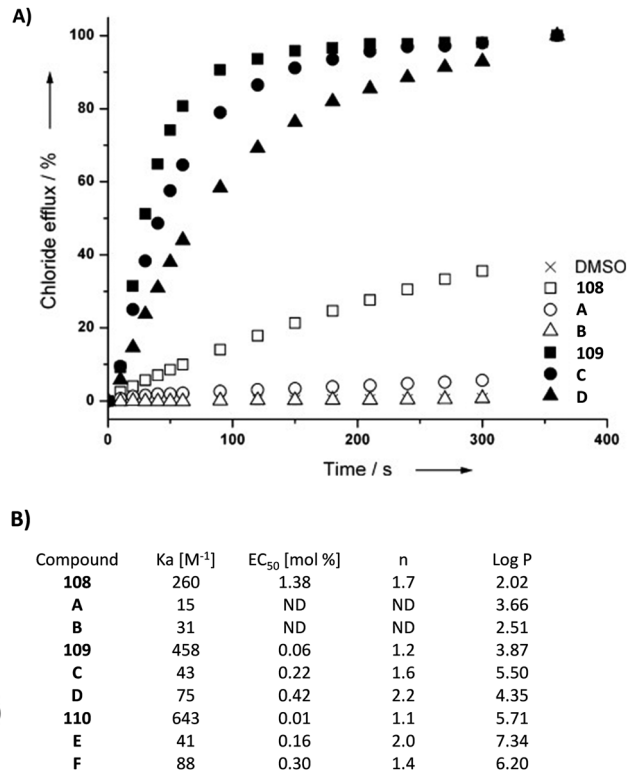 A)
Chloride efflux / %
100
80
60
40
20
0
0 100 200 300 400
Time / s
DMSO
108
A
B
109
C
D
B)
Compound Ka [M⁻¹] EC₅₀ [mol %] n Log P
108 260 1.38 1.7 2.02
A 15 ND ND 3.66
B 31 ND ND 2.51
109 458 0.06 1.2 3.87
C 43 0.22 1.6 5.50
D 75 0.42 2.2 4.35
110 643 0.01 1.1 5.71
E 41 0.16 2.0 7.34
F 88 0.30 1.4 6.20